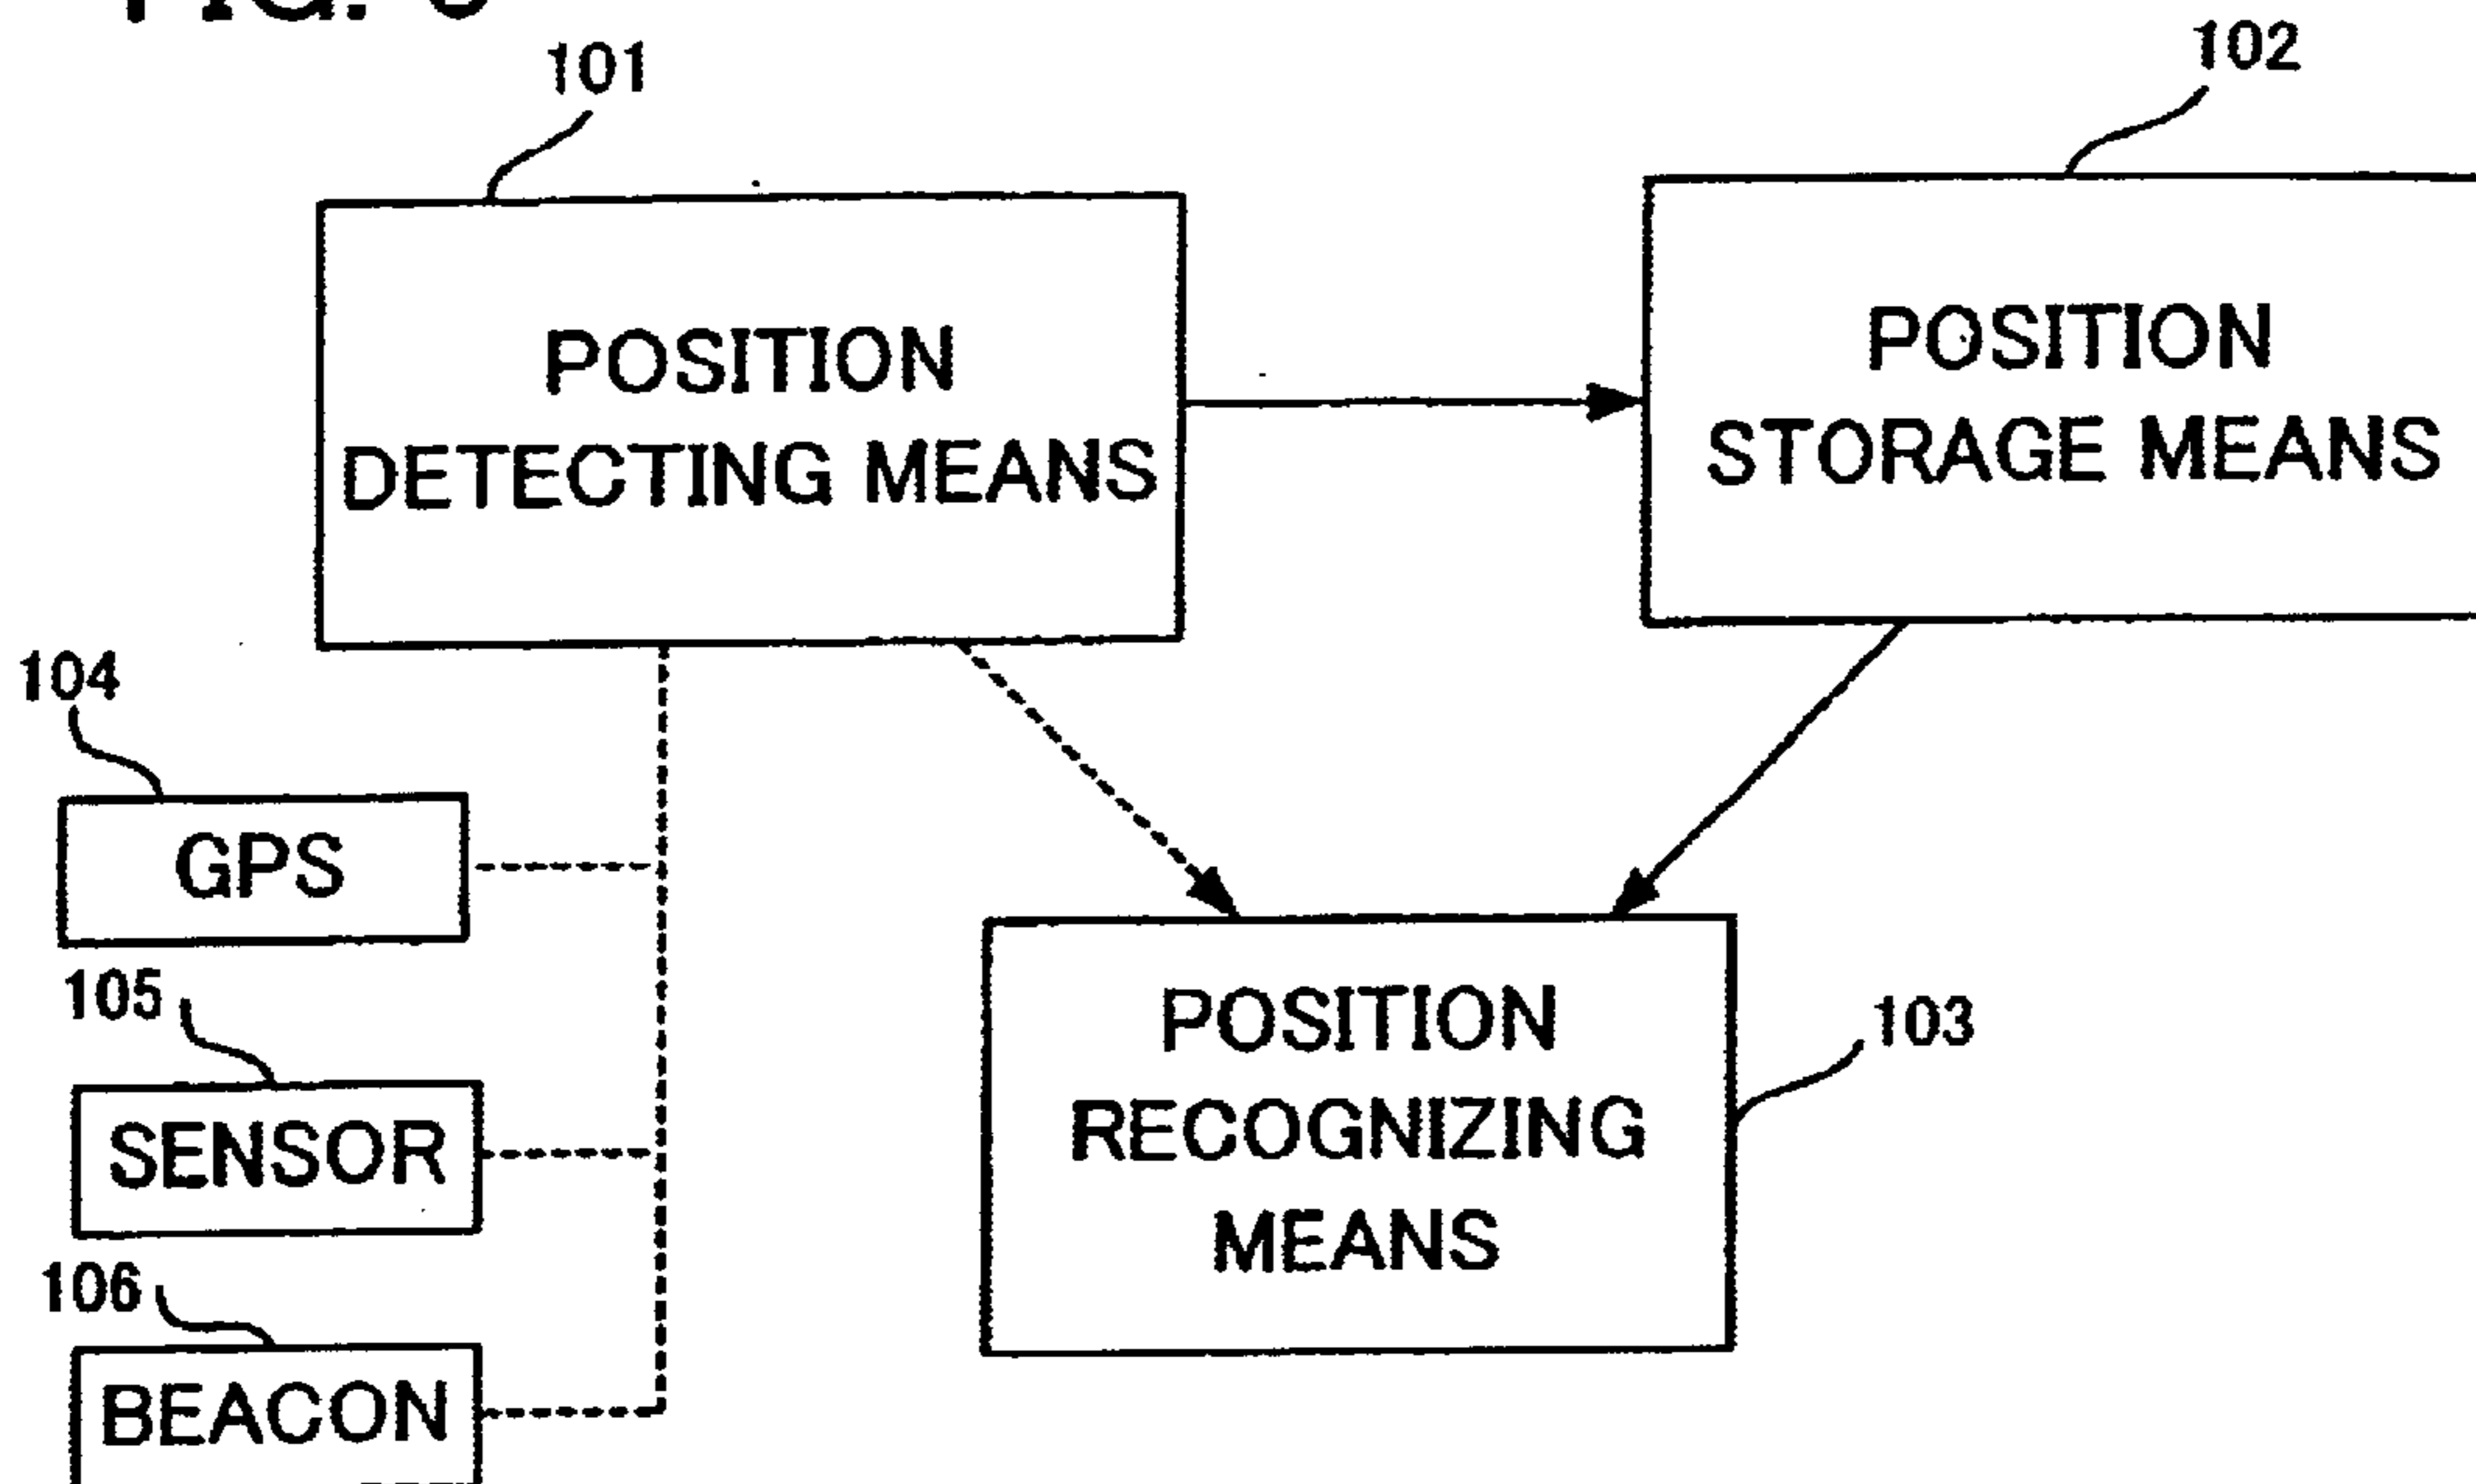 101
102
POSITION
DETECTING MEANS
POSITION
STORAGE MEANS
104
GPS
105
SENSOR
106
BEACON
POSITION
RECOGNIZING
MEANS
103